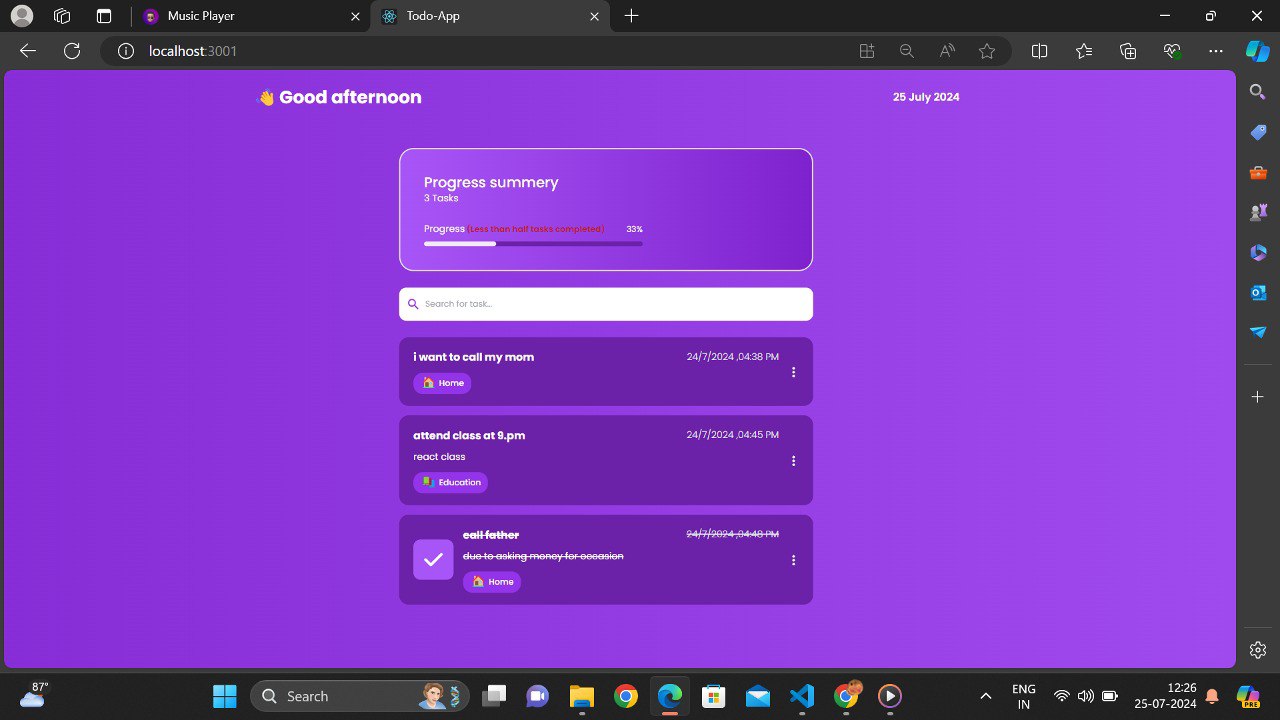 Music Player
Todo-App
localhost:3001
👋 Good afternoon
25 July 2024
Progress summery
3 Tasks
Progress (Less than half tasks completed) 33%
Search for task...
i want to call my mom 24/7/2024 ,04:38 PM
Home
attend class at 9.pm 24/7/2024 ,04:45 PM
react class
Education
call father 24/7/2024 ,04:48 PM
due to asking money for occasion
Home
87°
Search
PRE
ENG
IN
12:26
25-07-2024